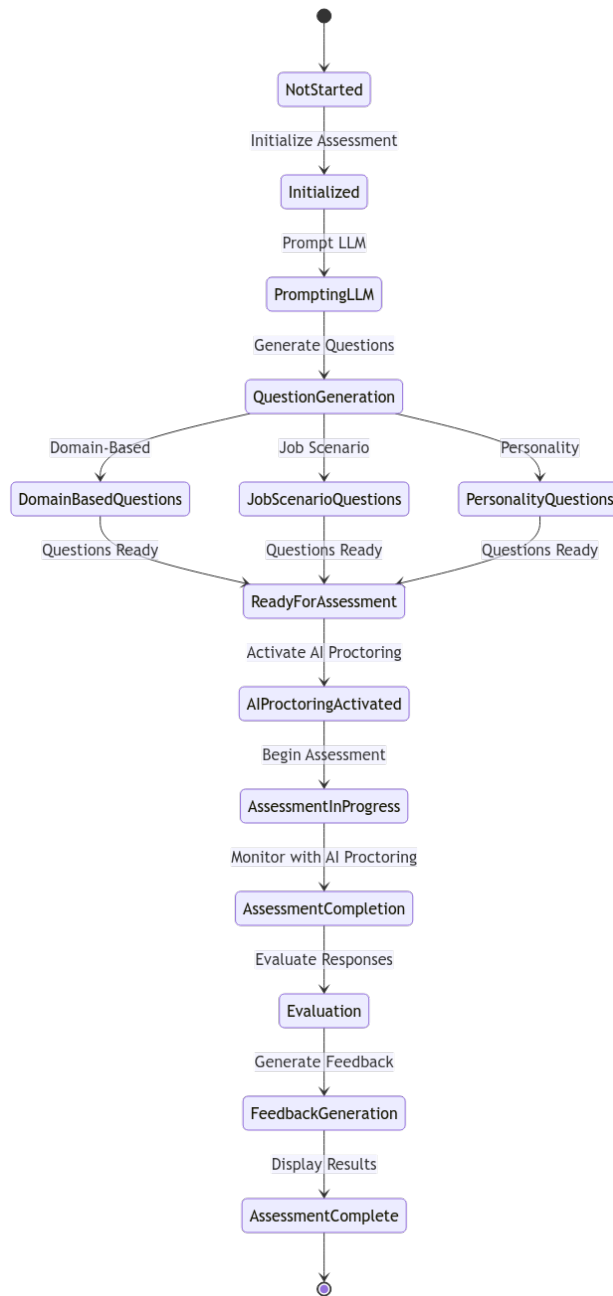 NotStarted
Initialize Assessment
Initialized
Prompt LLM
PromptingLLM
Generate Questions
QuestionGeneration
Domain-Based
Job Scenario
Personality
DomainBasedQuestions
JobScenarioQuestions
PersonalityQuestions
Questions Ready
Questions Ready
Questions Ready
ReadyForAssessment
Activate AI Proctoring
AIProctoringActivated
Begin Assessment
AssessmentInProgress
Monitor with AI Proctoring
AssessmentCompletion
Evaluate Responses
Evaluation
Generate Feedback
FeedbackGeneration
Display Results
AssessmentComplete